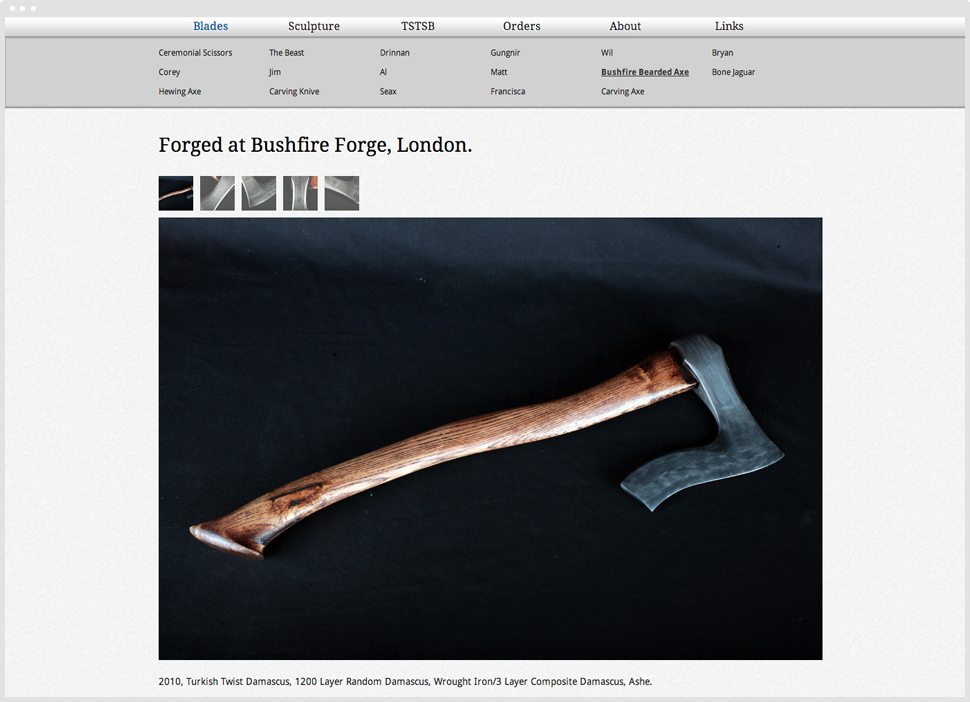 Blades Sculpture TSTSB Orders About Links
Ceremonial Scissors The Beast Drinnan Gungnir Wil Bryan
Corey Jim Al Matt Bushfire Bearded Axe Bone Jaguar
Hewing Axe Carving Knive Seax Francisca Carving Axe
Forged at Bushfire Forge, London.
2010, Turkish Twist Damascus, 1200 Layer Random Damascus, Wrought Iron/3 Layer Composite Damascus, Ashe.